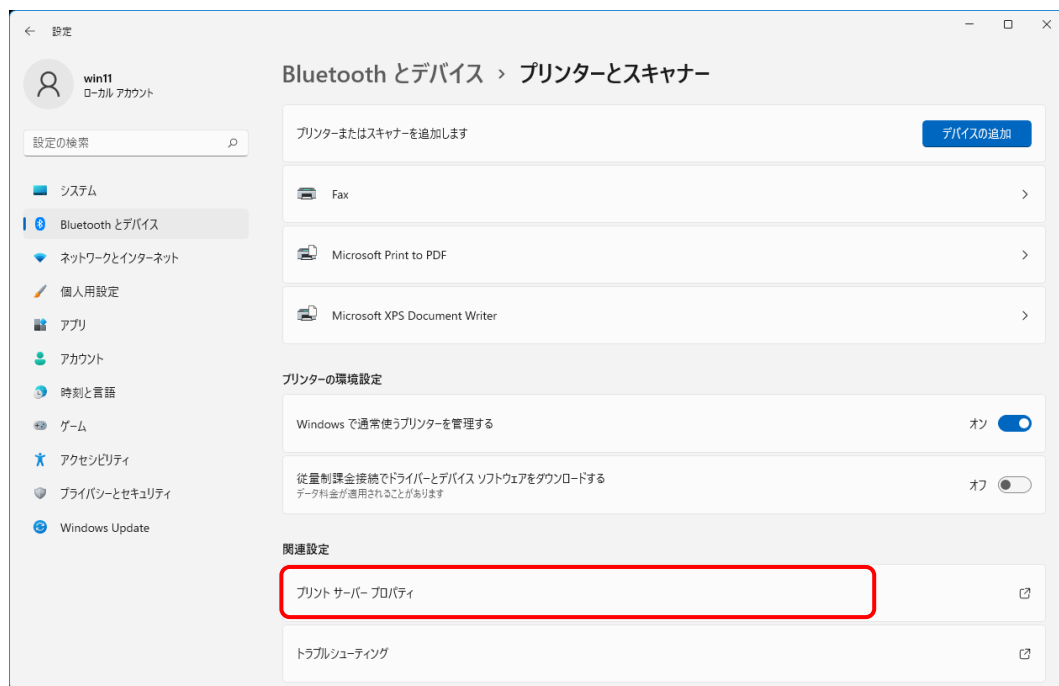 設定
win11
ローカル アカウント
設定の検索
システム
Bluetooth とデバイス
ネットワークとインターネット
個人用設定
アプリ
アカウント
時刻と言語
ゲーム
アクセシビリティ
プライバシーとセキュリティ
Windows Update
Bluetooth とデバイス › プリンターとスキャナー
プリンターまたはスキャナーを追加します
デバイスの追加
Fax
Microsoft Print to PDF
Microsoft XPS Document Writer
プリンターの環境設定
Windows で通常使うプリンターを管理する
オン
従量制課金接続でドライバーとデバイス ソフトウェアをダウンロードする
データ料金が適用されることがあります
オフ
関連設定
プリント サーバー プロパティ
トラブルシューティング